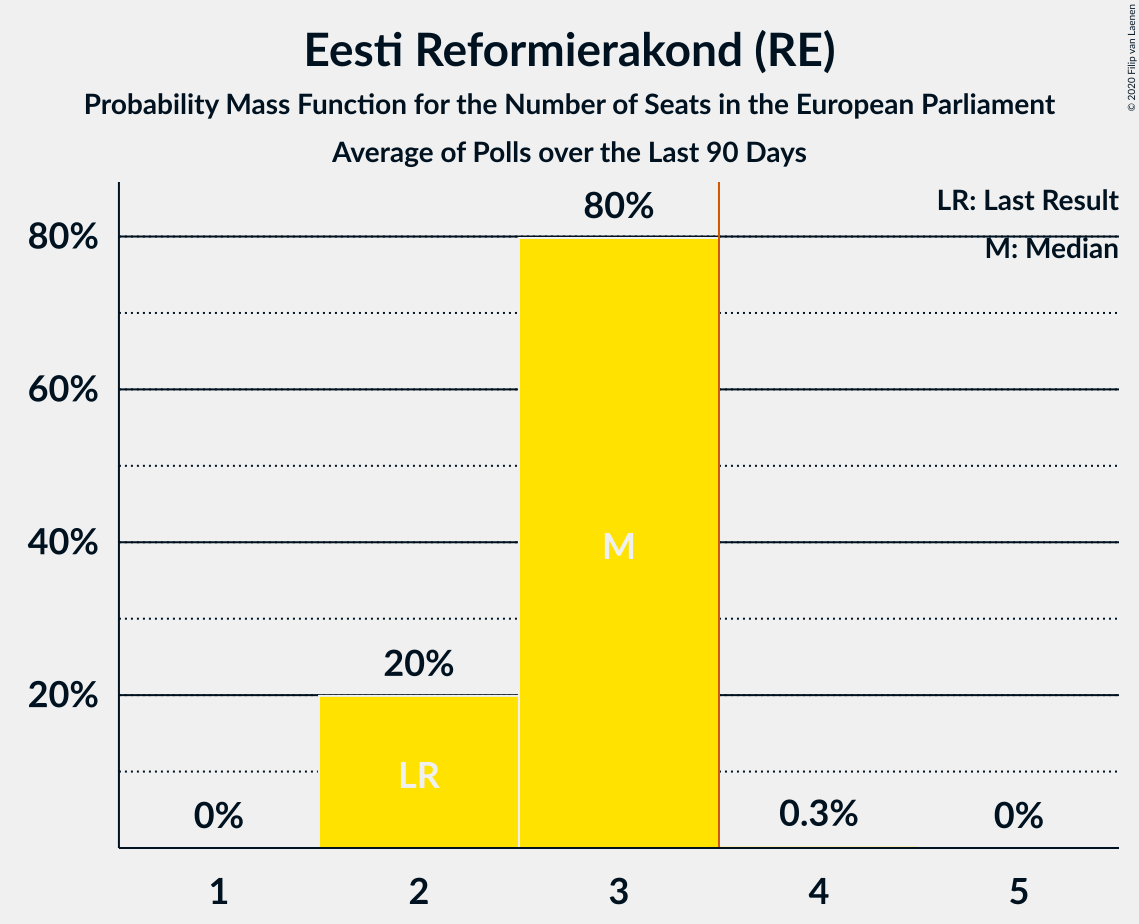 Eesti Reformierakond (RE)
Probability Mass Function for the Number of Seats in the European Parliament
Average of Polls over the Last 90 Days
© 2020 Filip van Laenen
LR: Last Result
M: Median
80%
60%
40%
20%
0%
20%
80%
0.3%
0%
LR
M
1
2
3
4
5